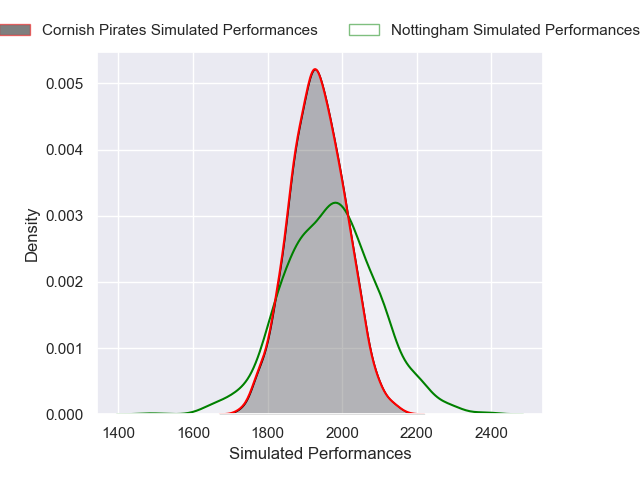 Cornish Pirates Simulated Performances
Nottingham Simulated Performances
Density
0.005
0.004
0.003
0.002
0.001
0.000
1400 1600 1800 2000 2200 2400
Simulated Performances